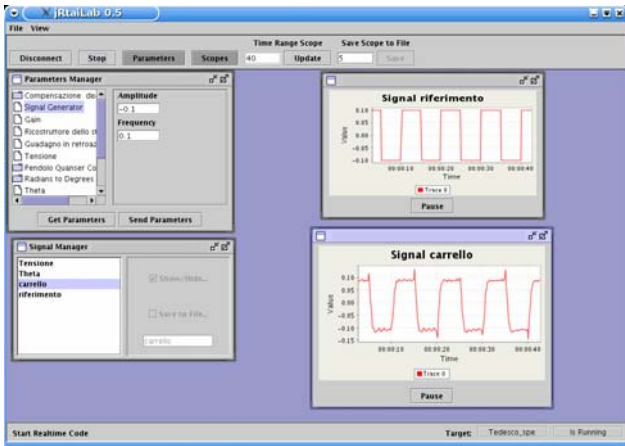 jRtaiLab 0.5
File View
Time Range Scope
Save Scope to File
Disconnect Stop Parameters Scopes 40 Update 5 Save
Parameters Manager
Compensazione de
Signal Generator
Gain
Ricostruttore dello st
Guadagno in retroaz
Tensione
Pendolo Quanser Co
Radians to Degrees
Theta
Amplitude
-0.1
Frequency
0.1
Get Parameters Send Parameters
Signal riferimento
Value
0.10
0.05
0.00
-0.05
-0.10
00:00:10 00:00:20 00:00:30 00:00:40
Time
Trace 0
Pause
Signal Manager
Tensione
Theta
carrello
riferimento
Show/Hide...
Save to File...
carrello
Signal carrello
Value
0.10
0.05
0.00
-0.05
-0.10
-0.15
00:00:10 00:00:20 00:00:30 00:00:40
Time
Trace 0
Pause
Start Realtime Code
Target: Tedesco_spe Is Running